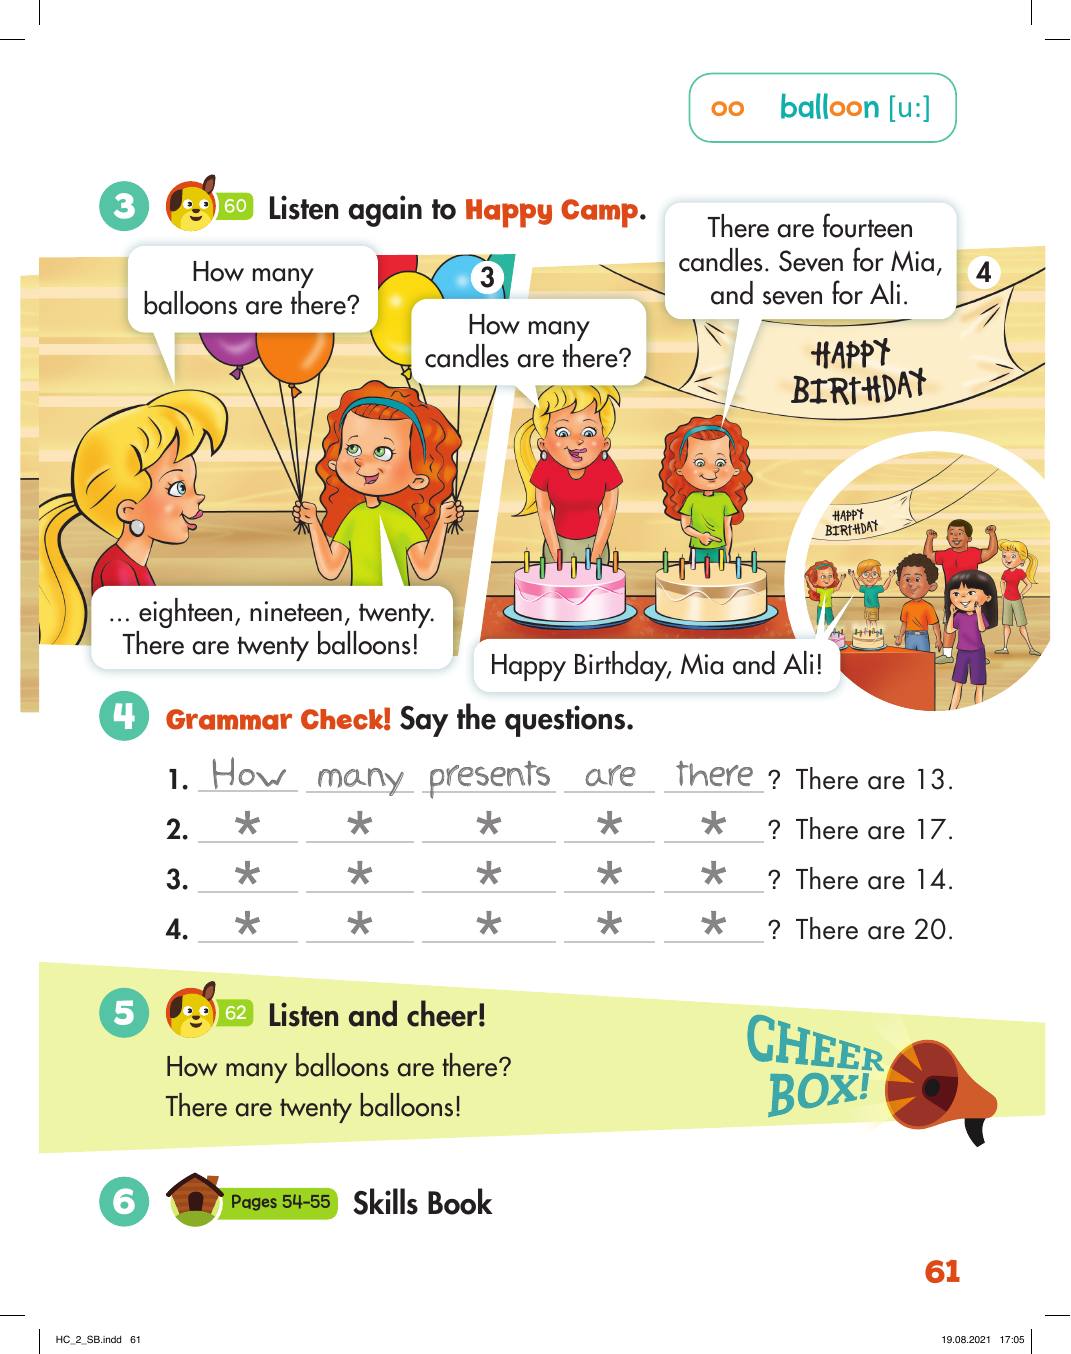 oo balloon [u:]
3 60 Listen again to Happy Camp.
How many
balloons are there?
... eighteen, nineteen, twenty.
There are twenty balloons!
3
How many
candles are there?
There are fourteen
candles. Seven for Mia,
and seven for Ali.
4
HAPPY
BIRTHDAY
HAPPY
BIRTHDAY
Happy Birthday, Mia and Ali!
4 Grammar Check! Say the questions.
1. How many presents are there ? There are 13.
2. * * * * * ? There are 17.
3. * * * * * ? There are 14.
4. * * * * * ? There are 20.
5 62 Listen and cheer!
How many balloons are there?
There are twenty balloons!
CHEER
BOX!
6 Pages 54–55 Skills Book
61
HC_2_SB.indd 61 19.08.2021 17:05